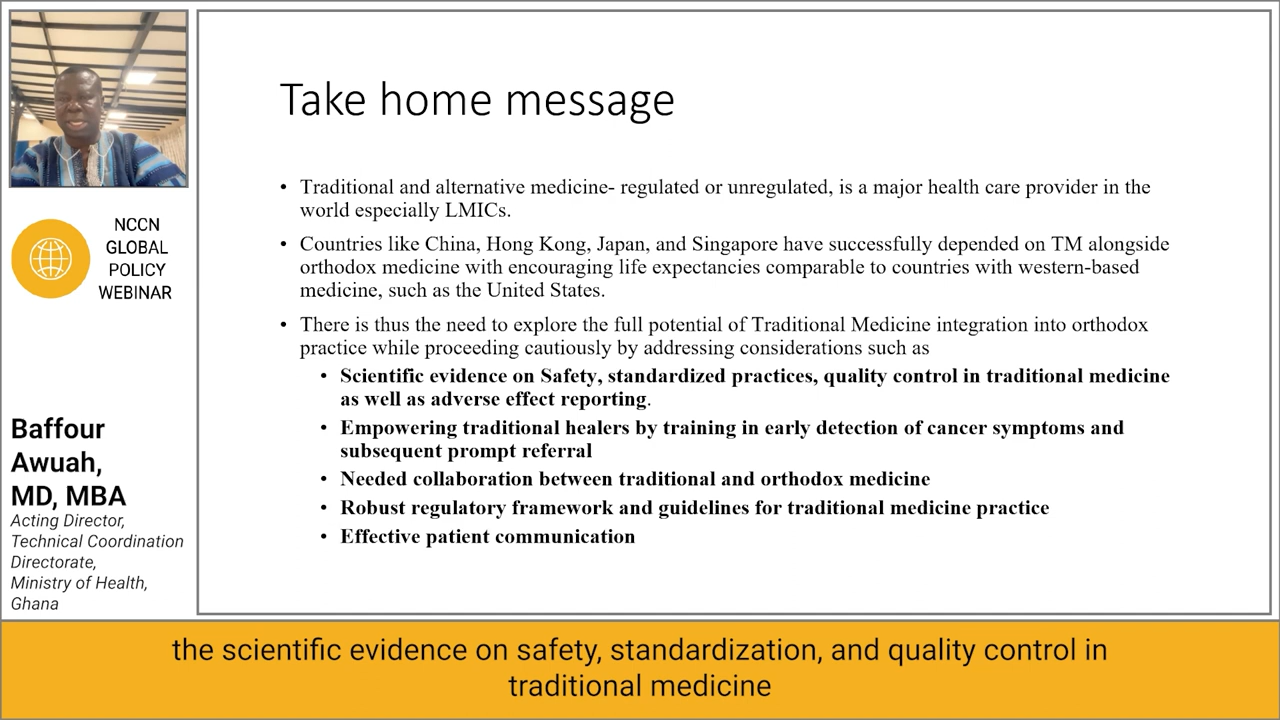 Take home message
• Traditional and alternative medicine- regulated or unregulated, is a major health care provider in the
world especially LMICs.
• Countries like China, Hong Kong, Japan, and Singapore have successfully depended on TM alongside
orthodox medicine with encouraging life expectancies comparable to countries with western-based
medicine, such as the United States.
• There is thus the need to explore the full potential of Traditional Medicine integration into orthodox
practice while proceeding cautiously by addressing considerations such as
• Scientific evidence on Safety, standardized practices, quality control in traditional medicine
as well as adverse effect reporting.
• Empowering traditional healers by training in early detection of cancer symptoms and
subsequent prompt referral
• Needed collaboration between traditional and orthodox medicine
• Robust regulatory framework and guidelines for traditional medicine practice
• Effective patient communication
NCCN
GLOBAL
POLICY
WEBINAR
Baffour
Awuah,
MD, MBA
Acting Director,
Technical Coordination
Directorate,
Ministry of Health,
Ghana
the scientific evidence on safety, standardization, and quality control in
traditional medicine